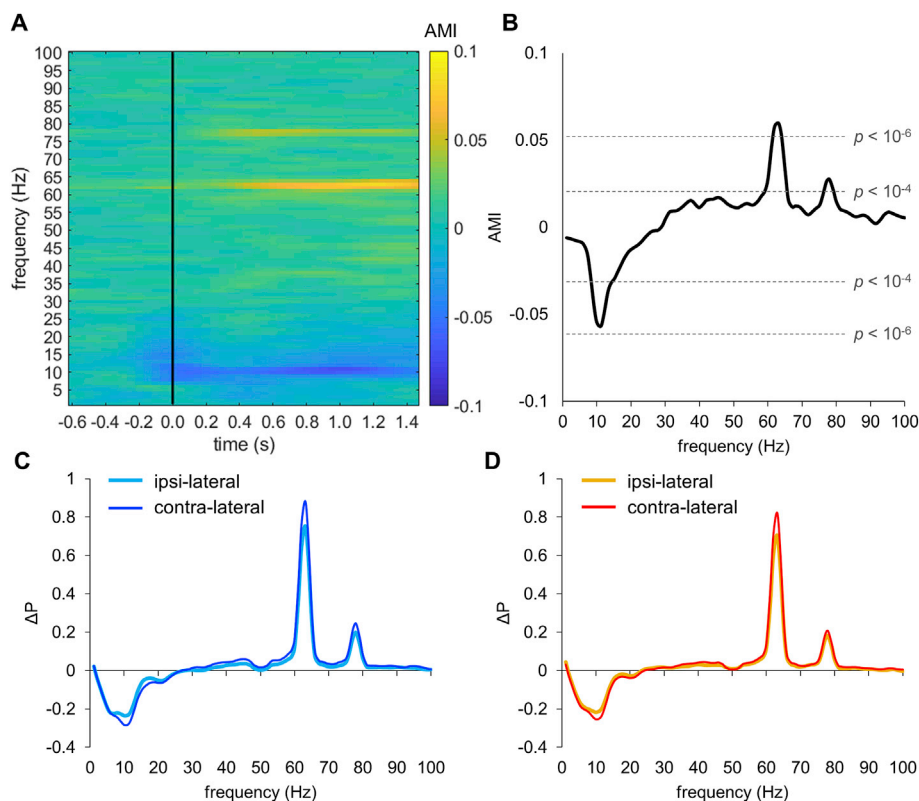 A
AMI
100
95
90
85
80
75
70
65
60
55
50
45
40
35
30
25
20
15
10
5
frequency (Hz)
-0.6 -0.4 -0.2 0.0 0.2 0.4 0.6 0.8 1.0 1.2 1.4
time (s)
0.1
0.05
0
-0.05
-0.1
B
0.1
0.05
0
-0.05
-0.1
AMI
p < 10-6
p < 10-4
p < 10-4
p < 10-6
0 10 20 30 40 50 60 70 80 90 100
frequency (Hz)
C
ipsi-lateral
contra-lateral
1
0.8
0.6
0.4
0.2
0
-0.2
-0.4
ΔP
0 10 20 30 40 50 60 70 80 90 100
frequency (Hz)
D
ipsi-lateral
contra-lateral
1
0.8
0.6
0.4
0.2
0
-0.2
-0.4
ΔP
0 10 20 30 40 50 60 70 80 90 100
frequency (Hz)